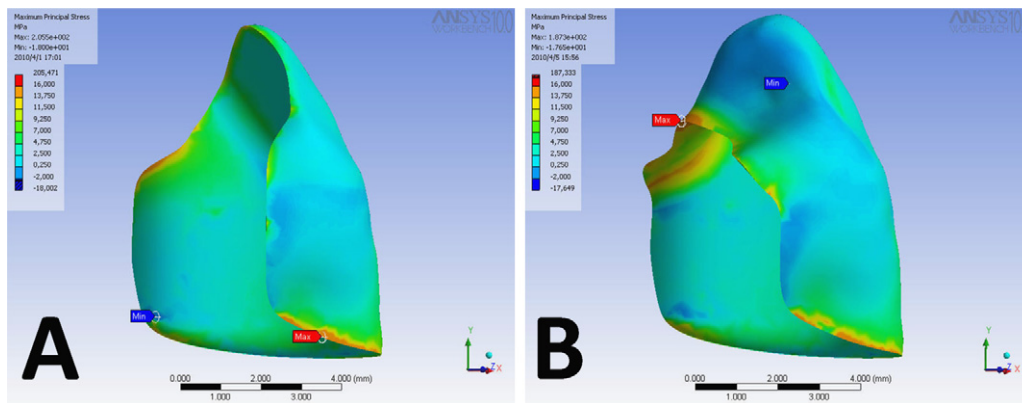 Maximum Principal Stress
MPa
Max: 2.055e+002
Min: -1.800e+001
2010/4/1 17:01
205,471
16,000
13,750
11,500
9,250
7,000
4,750
2,500
0,250
-2,000
-18,002
ANSYS
WORKBENCH 100
Min
Max
A
Y
Z X
0.000 2.000 4.000 (mm)
1.000 3.000
Maximum Principal Stress
MPa
Max: 1.873e+002
Min: -1.765e+001
2010/4/5 15:56
187,333
16,000
13,750
11,500
9,250
7,000
4,750
2,500
0,250
-2,000
-17,649
ANSYS
WORKBENCH 10
Min
Max
B
Y
Z X
0.000 2.000 4.000 (mm)
1.000 3.000